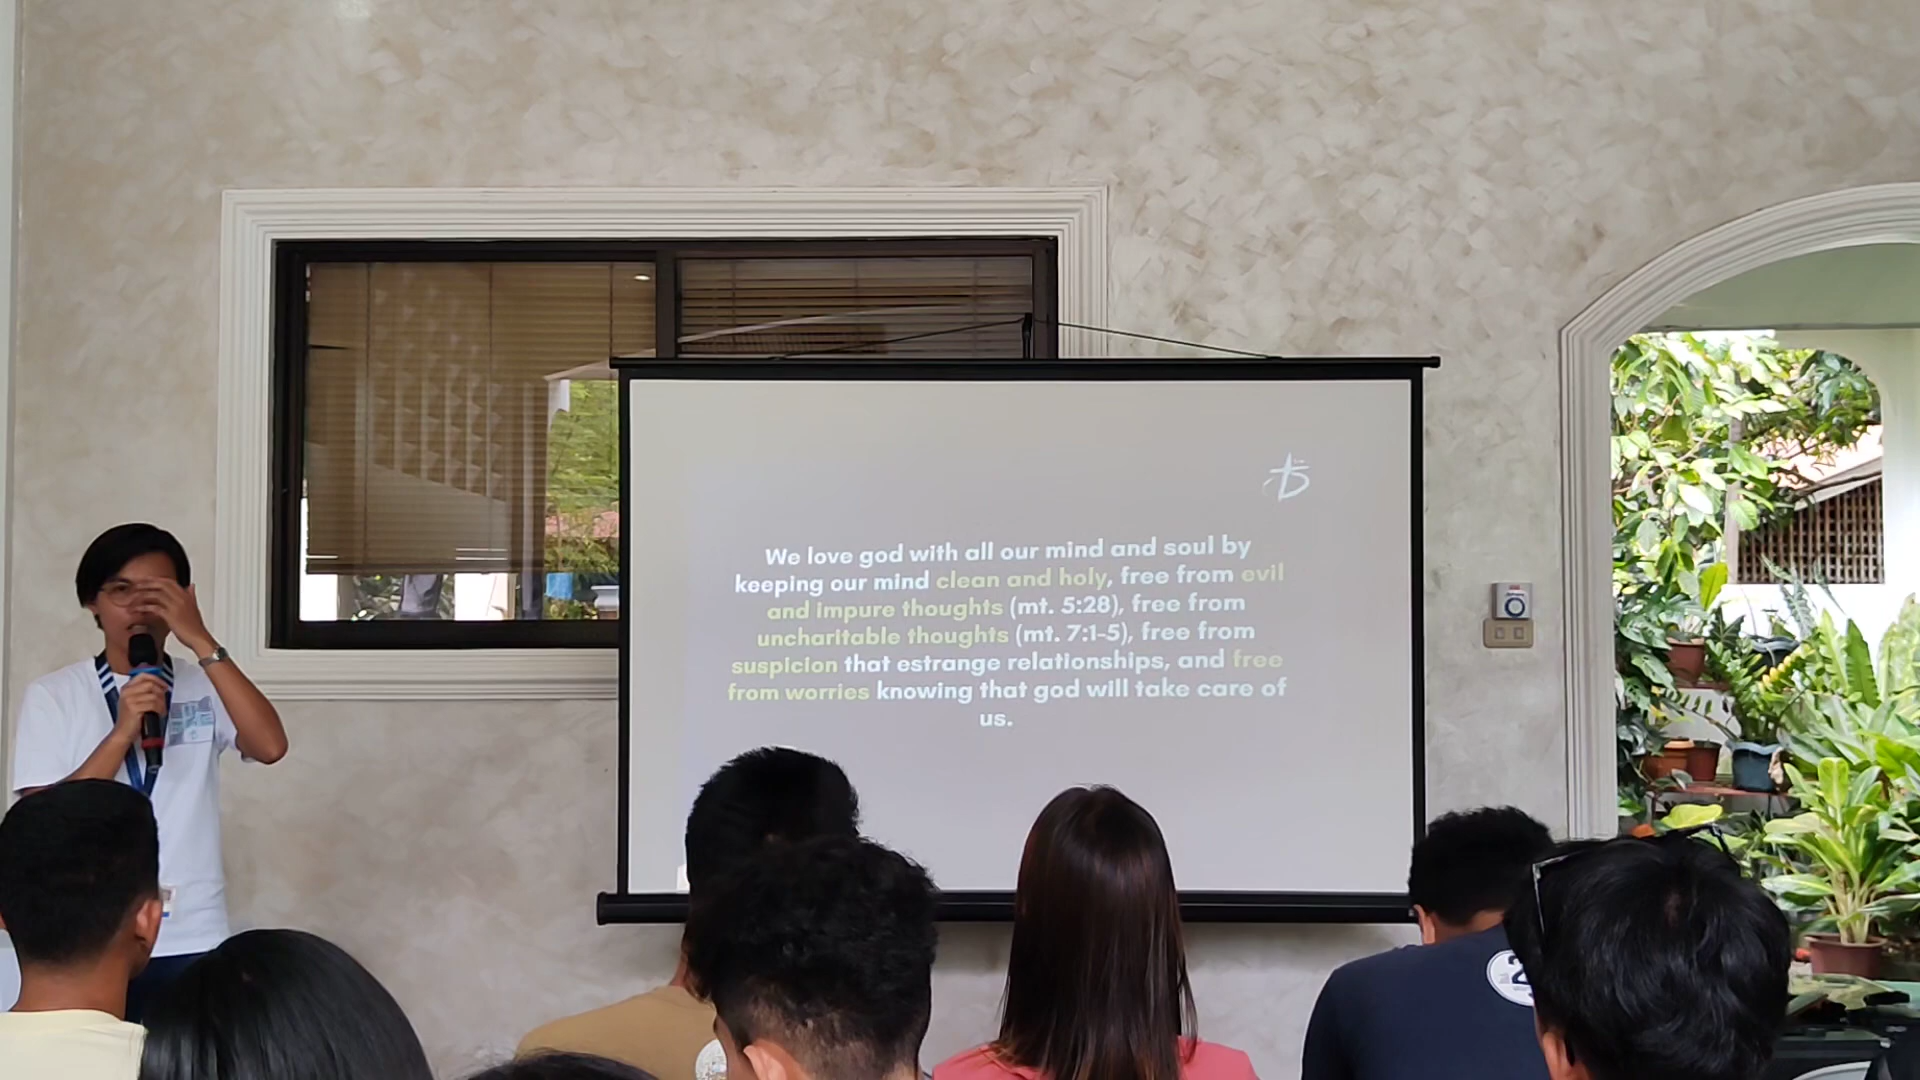 We love god with all our mind and soul by
keeping our mind clean and holy, free from evil
and impure thoughts (mt. 5:28), free from
uncharitable thoughts (mt. 7:1-5), free from
suspicion that estrange relationships, and free
from worries knowing that god will take care of
us.